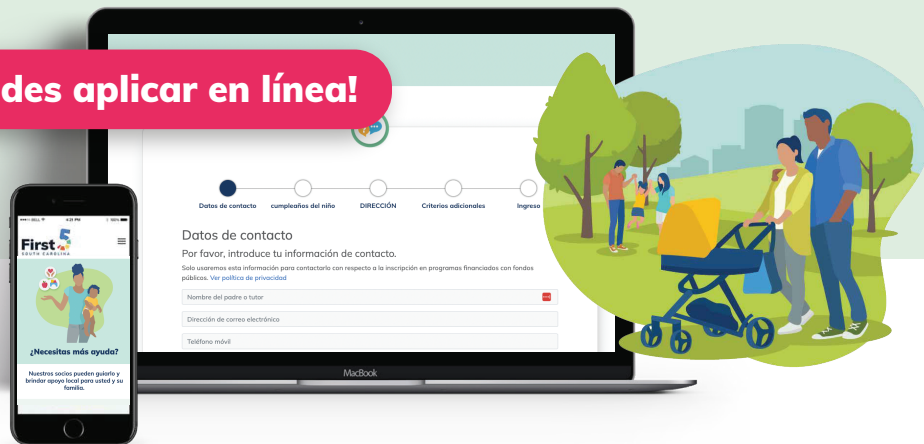 des aplicar en línea!
Datos de contacto
cumpleaños del niño
DIRECCIÓN
Criterios adicionales
Ingreso
Datos de contacto
Por favor, introduce tu información de contacto.
Solo usaremos esta información para contactarlo con respecto a la inscripción en programas financiados con fondos
públicos. Ver política de privacidad
Nombre del padre o tutor
Dirección de correo electrónico
Teléfono móvil
MacBook
4:21 PM
First 5
SOUTH CAROLINA
¿Necesitas más ayuda?
Nuestros socios pueden guiarlo y
brindar apoyo local para usted y su
familia.